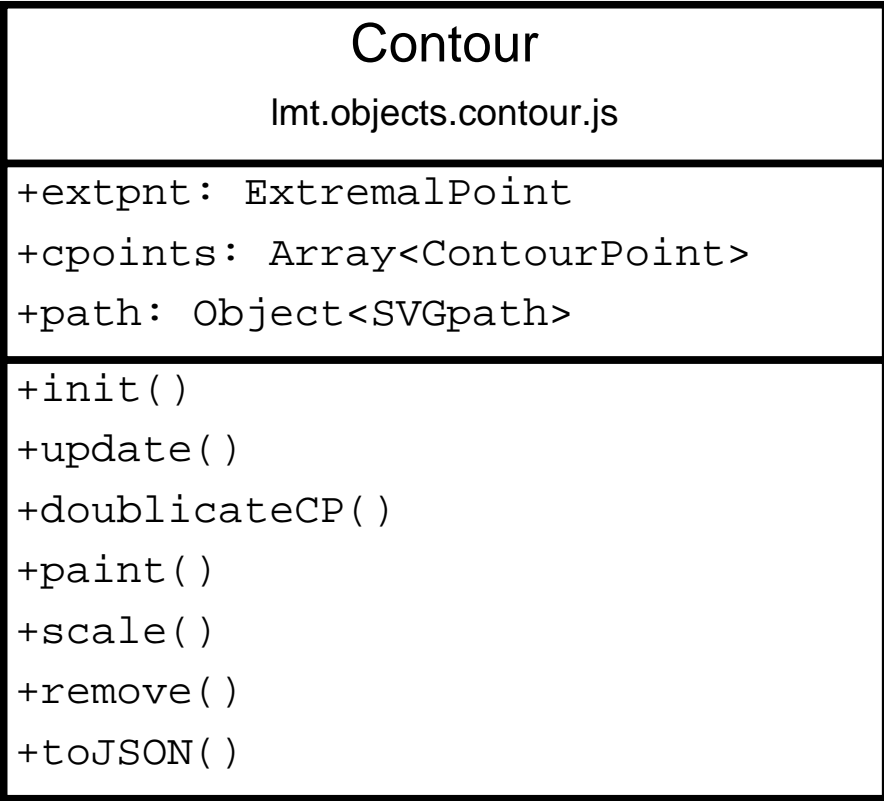 Contour
lmt.objects.contour.js
+extpnt: ExtremalPoint
+cpoints: Array<ContourPoint>
+path: Object<SVGpath>
+init()
+update()
+doublicateCP()
+paint()
+scale()
+remove()
+toJSON()